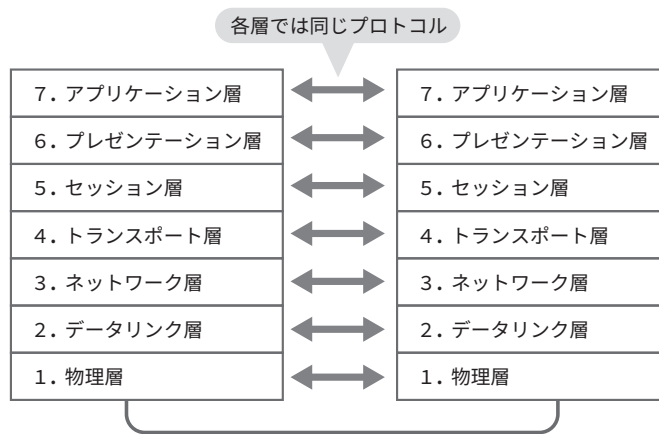 各層では同じプロトコル
7. アプリケーション層
7. アプリケーション層
6. プレゼンテーション層
6. プレゼンテーション層
5. セッション層
5. セッション層
4. トランスポート層
4. トランスポート層
3. ネットワーク層
3. ネットワーク層
2. データリンク層
2. データリンク層
1. 物理層
1. 物理層